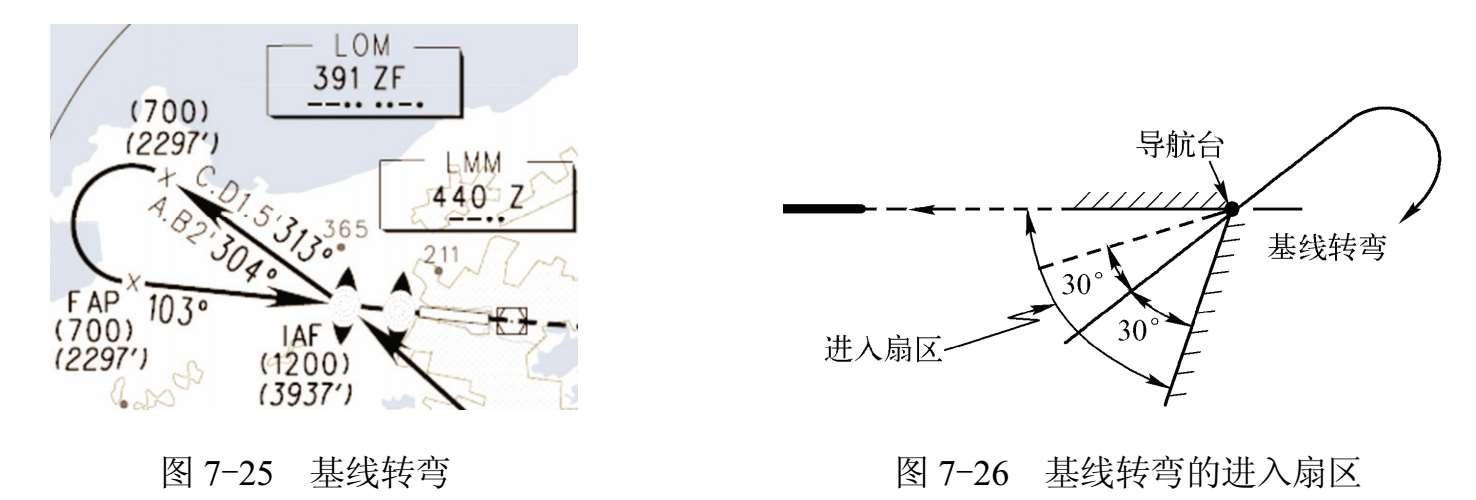 LOM
391 ZF
(700)
(2297′)
LMM
440 Z
C.D1.5′313°
A.B2′304°
365
211
FAP
(700)
(2297′)
103°
IAF
(1200)
(3937′)
图 7-25 基线转弯
导航台
基线转弯
30°
30°
进入扇区
图 7-26 基线转弯的进入扇区